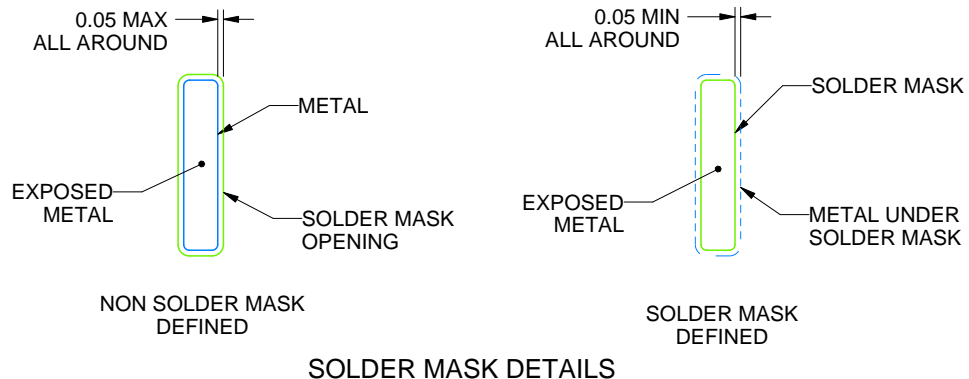 0.05 MAX
ALL AROUND
METAL
EXPOSED
METAL
SOLDER MASK
OPENING
NON SOLDER MASK
DEFINED
0.05 MIN
ALL AROUND
SOLDER MASK
EXPOSED
METAL
METAL UNDER
SOLDER MASK
SOLDER MASK
DEFINED
SOLDER MASK DETAILS